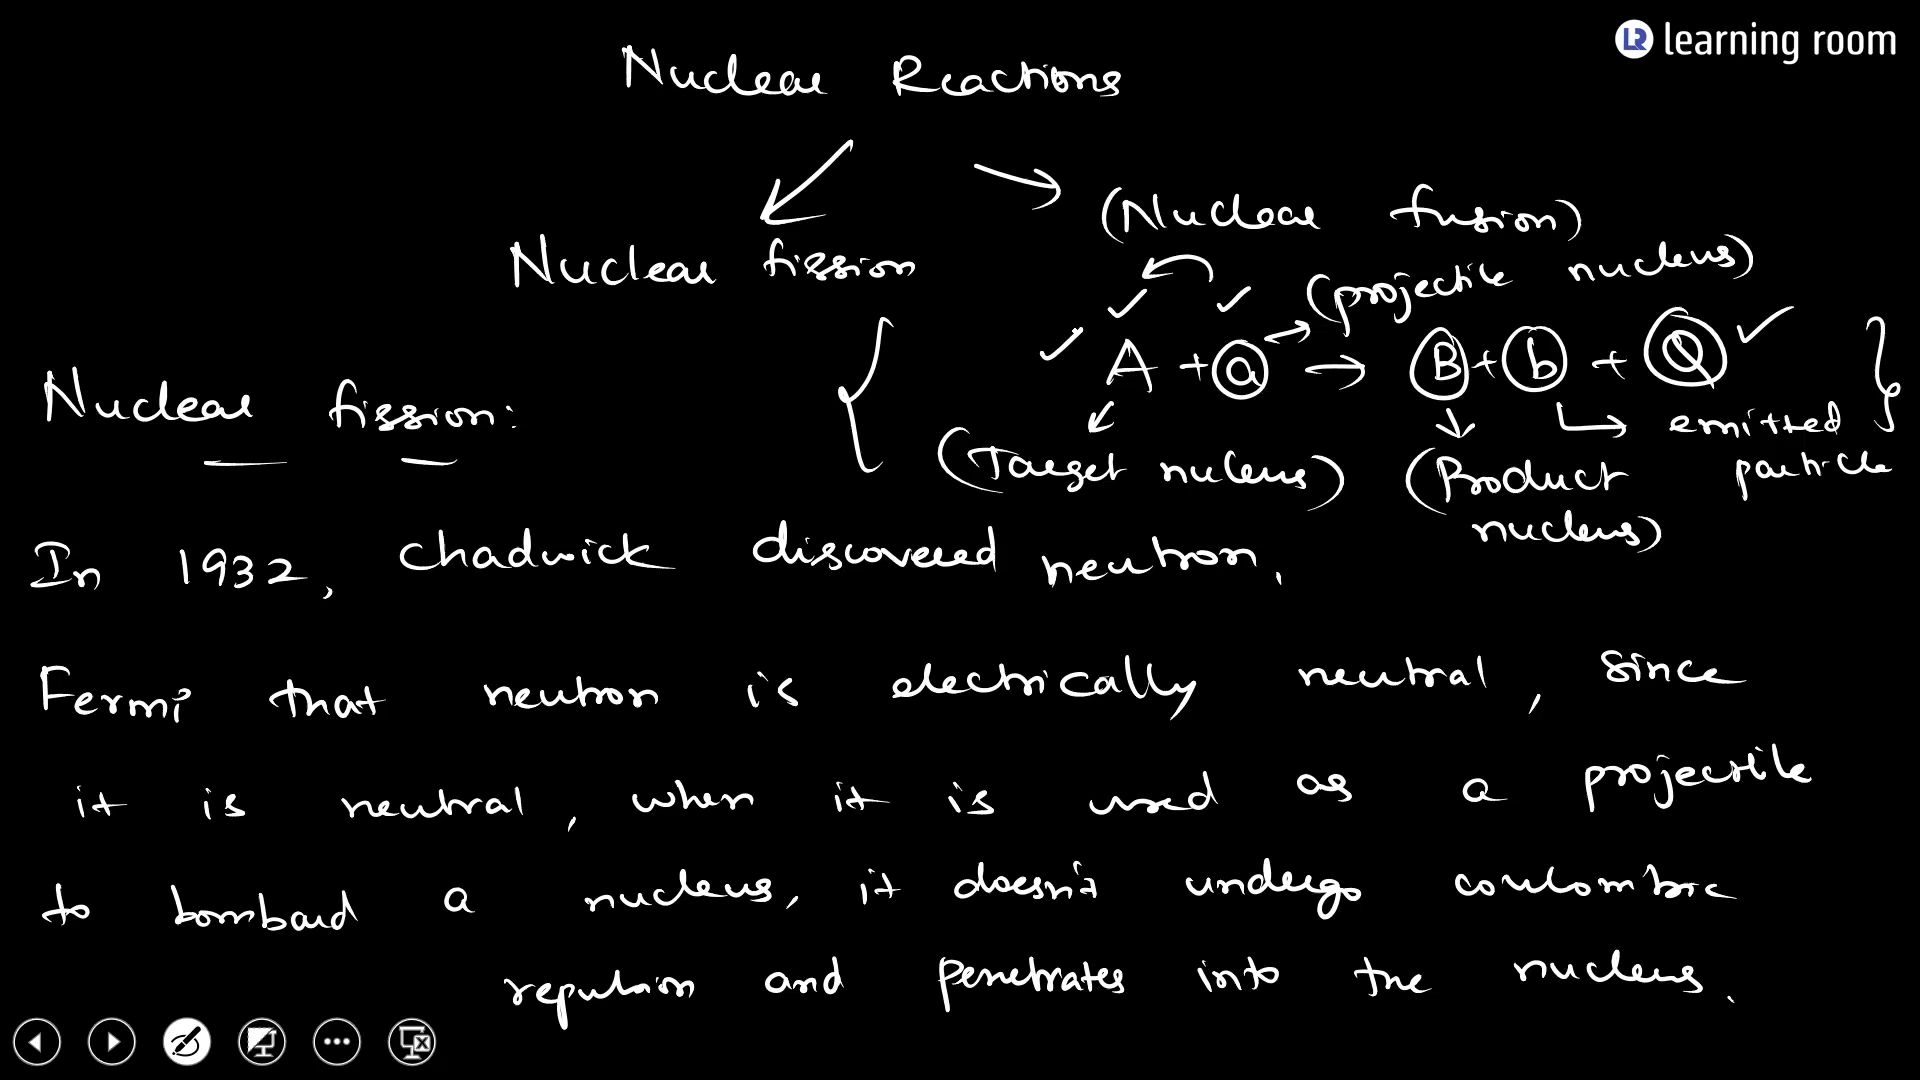 learning room
Nuclear Reactions
(Nuclear fusion)
Nuclear fission
(projectile nucleus)
A + a → B + b + Q
Nuclear fission:
emitted
(Target nuleus) (Product particle
nucleus)
In 1932, chadwick discovered neutron.
Fermi that neutron is electrically neutral, since
it is neutral, when it is used as a projectile
to bombard a nucleus, it doesn't undergo coulombic
repulsion and penetrates into the nucleus.